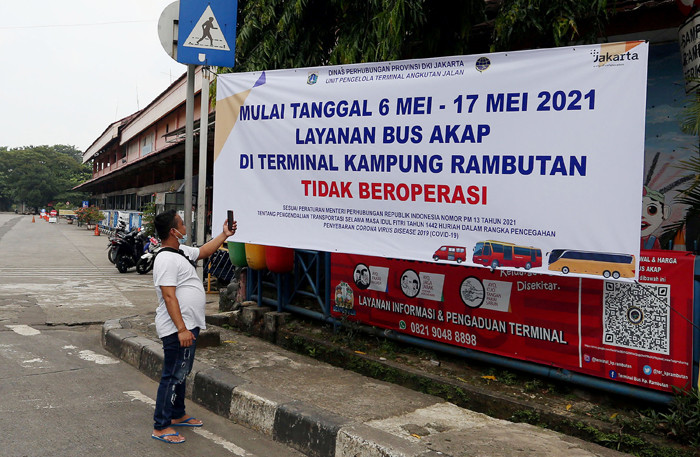 DINAS PERHUBUNGAN PROVINSI DKI JAKARTA
UNIT PENGELOLA TERMINAL ANGKUTAN JALAN
Jakarta
MULAI TANGGAL 6 MEI - 17 MEI 2021
LAYANAN BUS AKAP
DI TERMINAL KAMPUNG RAMBUTAN
TIDAK BEROPERASI
SESUAI PERATURAN MENTERI PERHUBUNGAN REPUBLIK INDONESIA NOMOR PM 13 TAHUN 2021
TENTANG PENGENDALIAN TRANSPORTASI SELAMA MASA IDUL FITRI TAHUN 1442 HIJRIAH DALAM RANGKA PENCEGAHAN
PENYEBARAN CORONA VIRUS DISEASE 2019 (COVID-19)
Disekitar.
LAYANAN INFORMASI & PENGADUAN TERMINAL
0821 9048 8898